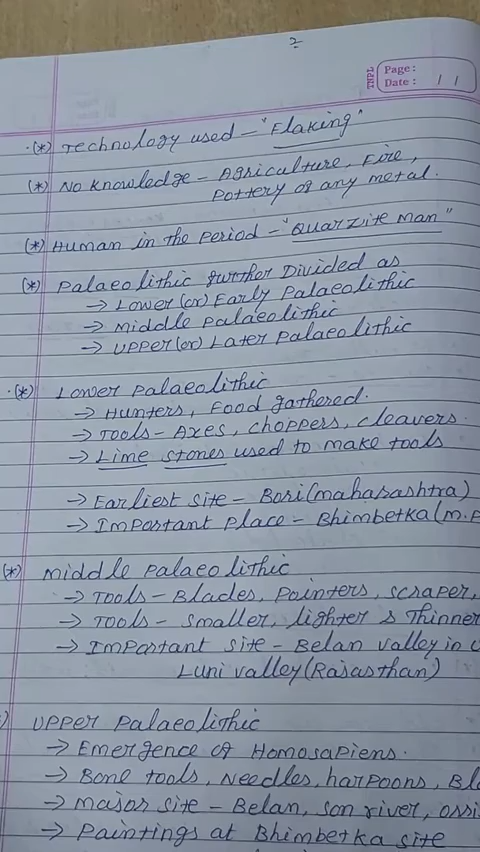 2
TNPL
Page:
Date: / /
(*) Technology used - "Flaking"
(*) No knowledge - Agriculture, Fire,
Pottery of any metal.
(*) Human in the period - "Quarzite man"
(*) Palaeolithic further Divided as
→ Lower (or) Early Palaeolithic
→ middle palaeolithic
→ upper (or) Later palaeolithic
(*) Lower palaeolithic
→ Hunters, Food gathered.
→ Tools - Axes, choppers, cleavers.
→ Lime stones used to make tools
→ Earliest site - Bori (maharashtra)
→ Important place - Bhimbetka (m.p
(*) middle palaeolithic
→ Tools - Blades, pointers, scraper,
→ Tools - smaller, lighter & thinner
→ Important site - Belan valley in
Luni valley (Rajasthan)
upper palaeolithic
→ Emergence of Homosapiens.
→ Bone tools, Needles, harpoons,
→ major site - Belan, son river,
→ Paintings at Bhimbetka site